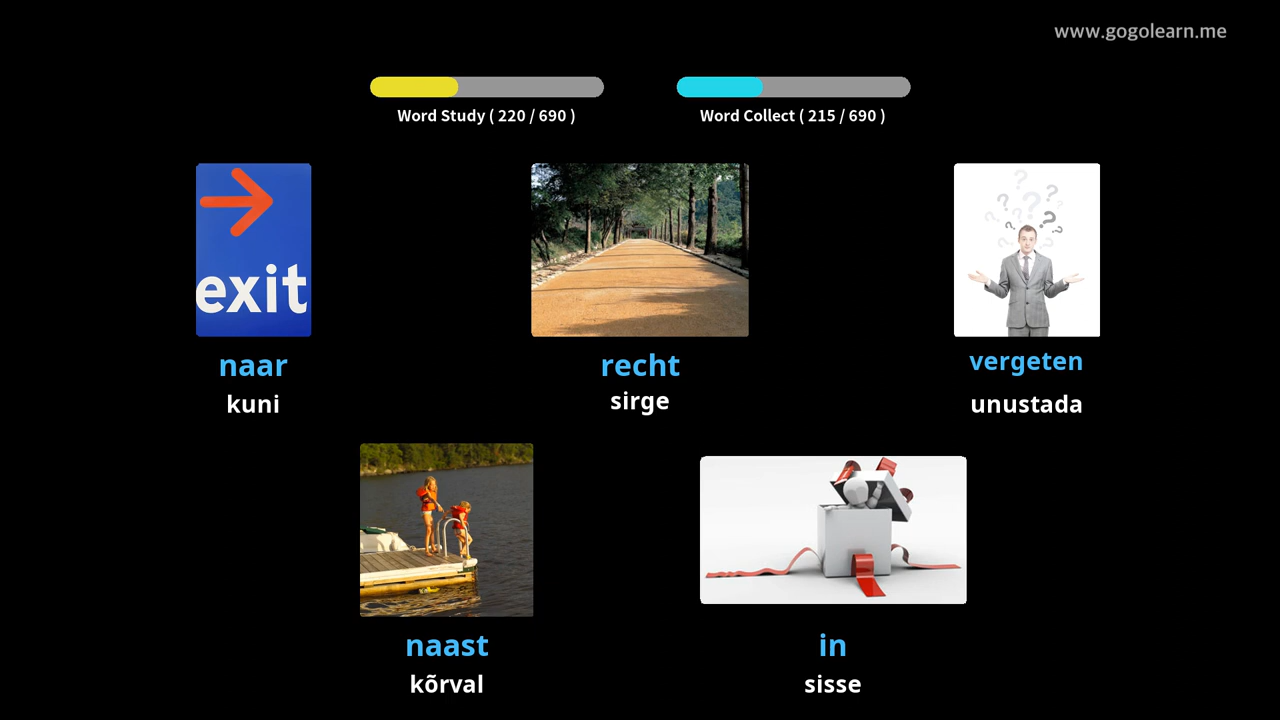 www.gogolearn.me
Word Study ( 220 / 690 )
Word Collect ( 215 / 690 )
exit
naar
kuni
recht
sirge
vergeten
unustada
naast
kõrval
in
sisse